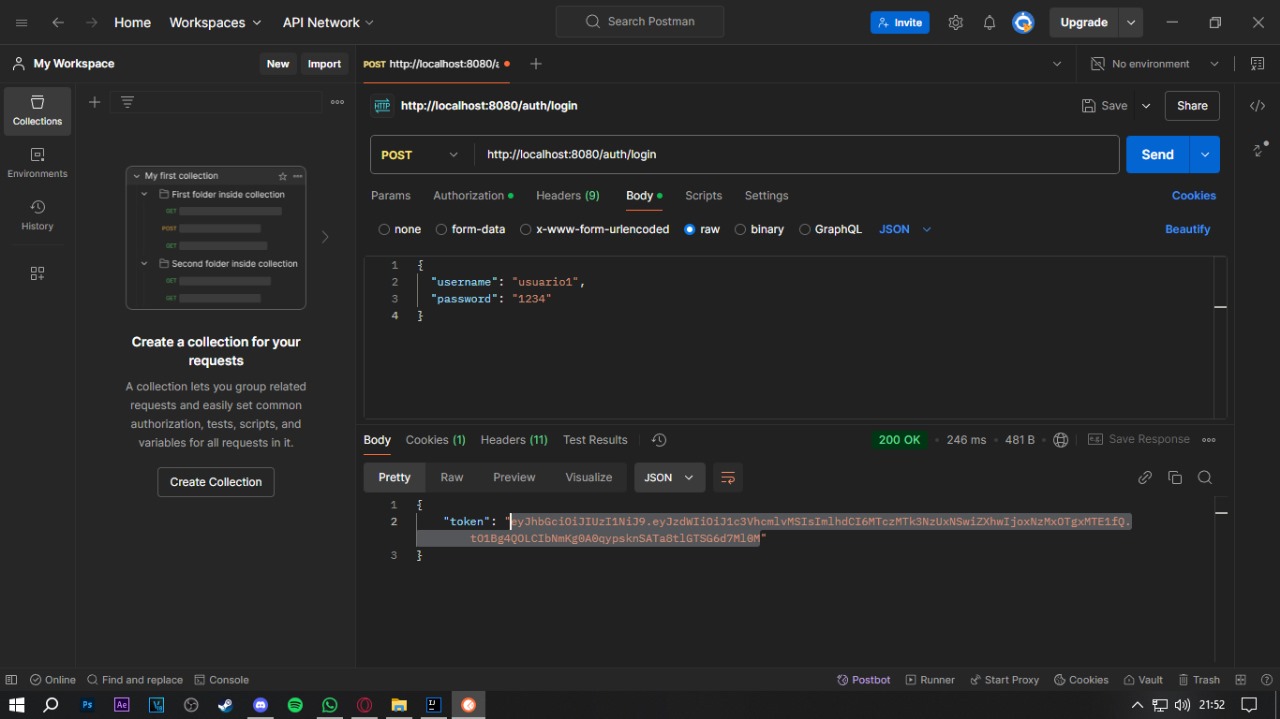 Home Workspaces API Network Search Postman Invite Upgrade
My Workspace New Import POST http://localhost:8080/a No environment
Collections
Environments
History
My first collection
First folder inside collection
GET
POST
GET
Second folder inside collection
GET
GET
Create a collection for your
requests
A collection lets you group related
requests and easily set common
authorization, tests, scripts, and
variables for all requests in it.
Create Collection
HTTP http://localhost:8080/auth/login Save Share
POST http://localhost:8080/auth/login Send
Params Authorization Headers (9) Body Scripts Settings Cookies
none form-data x-www-form-urlencoded raw binary GraphQL JSON Beautify
1 {
2 "username": "usuario1",
3 "password": "1234"
4 }
Body Cookies (1) Headers (11) Test Results 200 OK 246 ms 481 B Save Response
Pretty Raw Preview Visualize JSON
1 {
2 "token": "eyJhbGciOiJIUzI1NiJ9.eyJzdWIiOiJ1c3VhcmlvMSIsImlhdCI6MTczMTk3NzUxNSwiZXhwIjoxNzMxOTgxMTE1fQ.
tO1Bg4QOLCIbNmKg0A0qypsknSATa8tlGTSG6d7Ml0M"
3 }
Online Find and replace Console Postbot Runner Start Proxy Cookies Vault Trash
Ps Ae 21:52